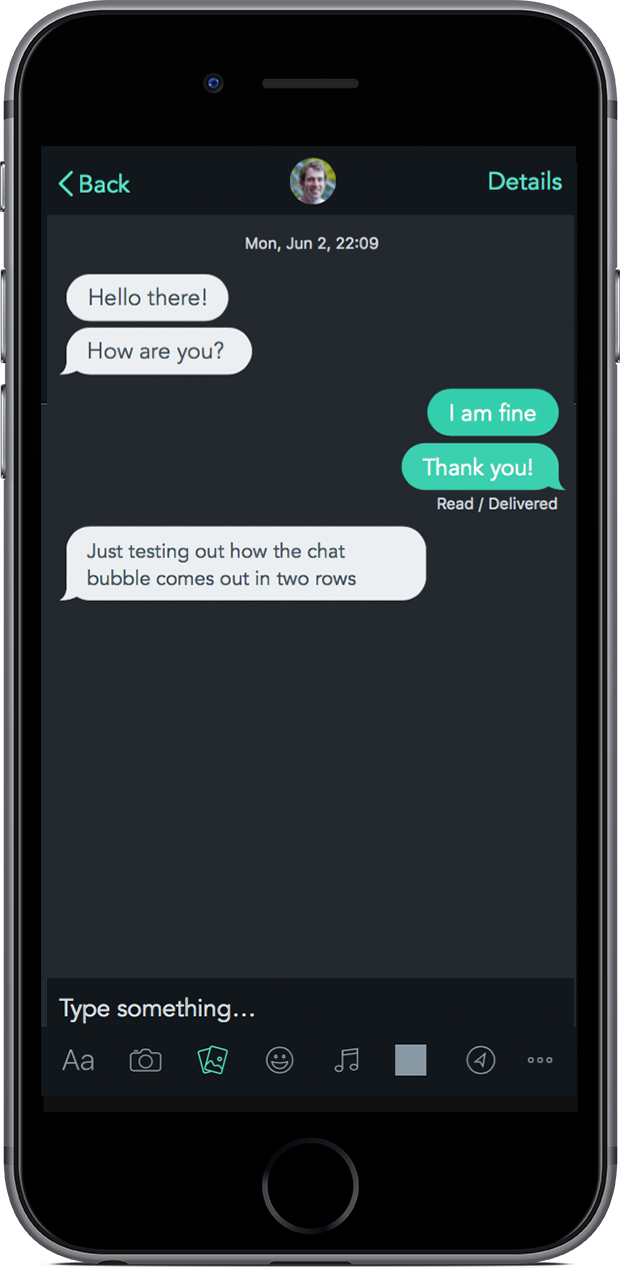 Back
Details
Mon, Jun 2, 22:09
Hello there!
How are you?
I am fine
Thank you!
Read / Delivered
Just testing out how the chat
bubble comes out in two rows
Type something...
Aa